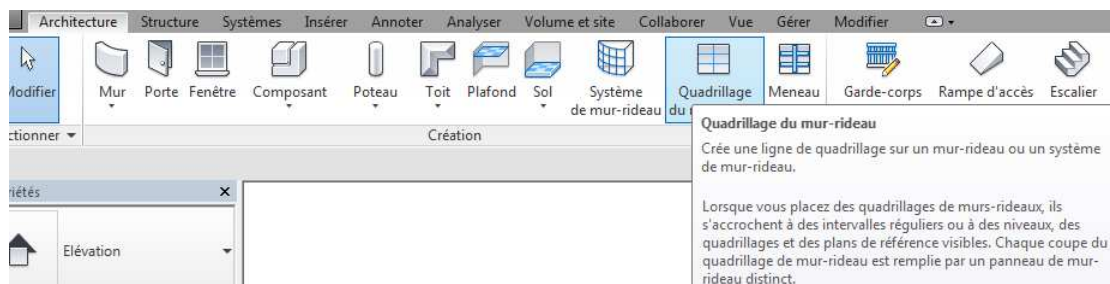 Architecture Structure Systèmes Insérer Annoter Analyser Volume et site Collaborer Vue Gérer Modifier
Modifier Mur Porte Fenêtre Composant Poteau Toit Plafond Sol Système de mur-rideau Quadrillage Meneau Garde-corps Rampe d'accès Escalier
Création
Quadrillage du mur-rideau
Crée une ligne de quadrillage sur un mur-rideau ou un système
de mur-rideau.
Lorsque vous placez des quadrillages de murs-rideaux, ils
s'accrochent à des intervalles réguliers ou à des niveaux, des
quadrillages et des plans de référence visibles. Chaque coupe du
quadrillage de mur-rideau est remplie par un panneau de mur-
rideau distinct.
Elévation